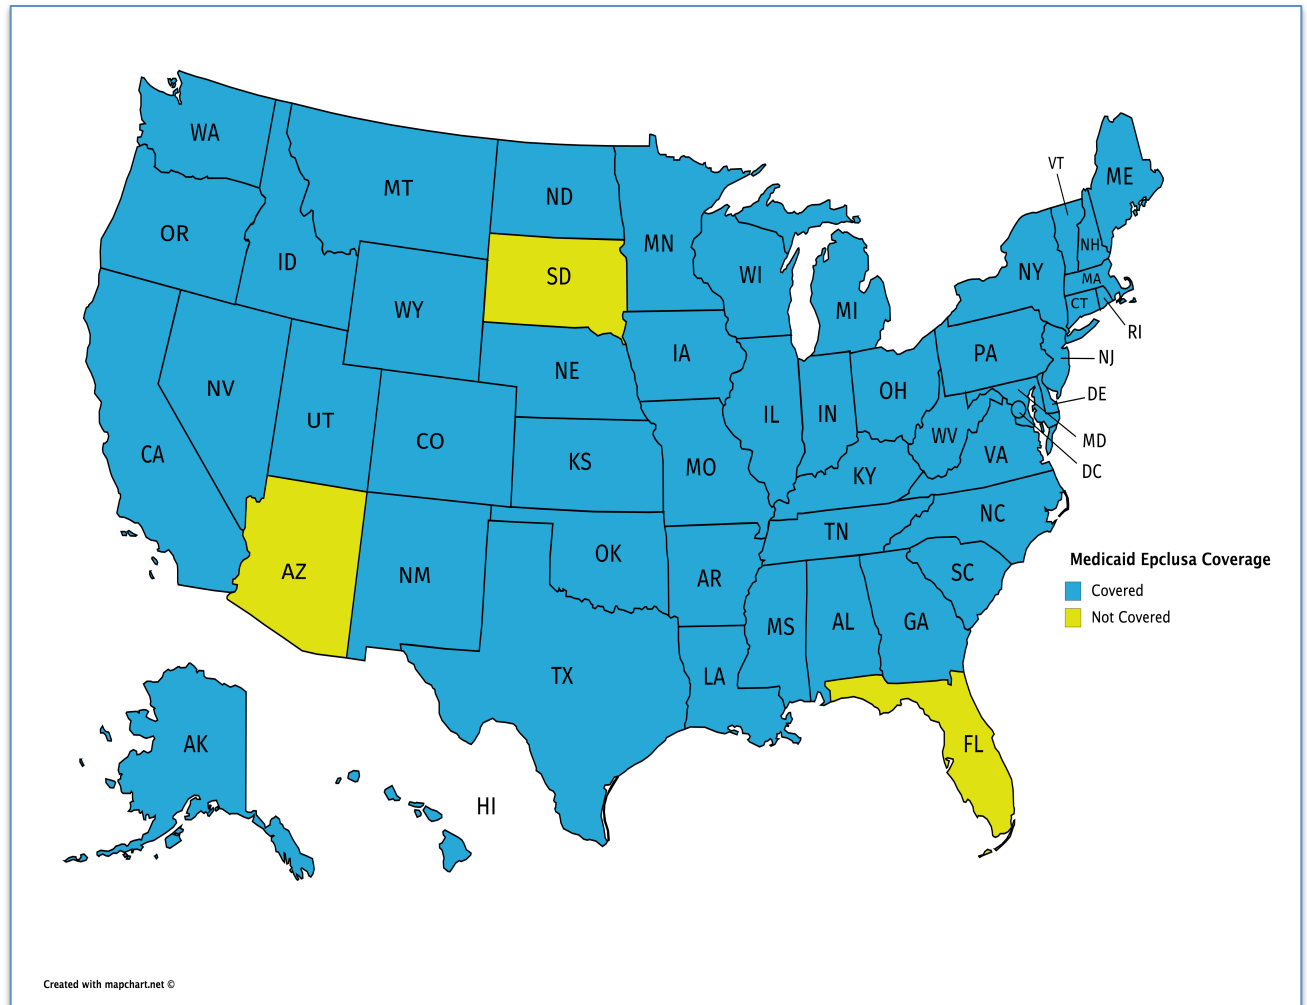 WA
MT
ND
VT
ME
OR
ID
MN
NH
SD
WI
NY
MA
WY
MI
CT
RI
IA
PA
NJ
NE
NV
OH
DE
UT
IL
IN
CO
WV
MD
CA
KS
MO
VA
DC
KY
NC
TN
OK
Medicaid Epclusa Coverage
AZ
NM
AR
SC
Covered
Not Covered
MS
AL
GA
TX
LA
AK
FL
HI
Created with mapchart.net ©